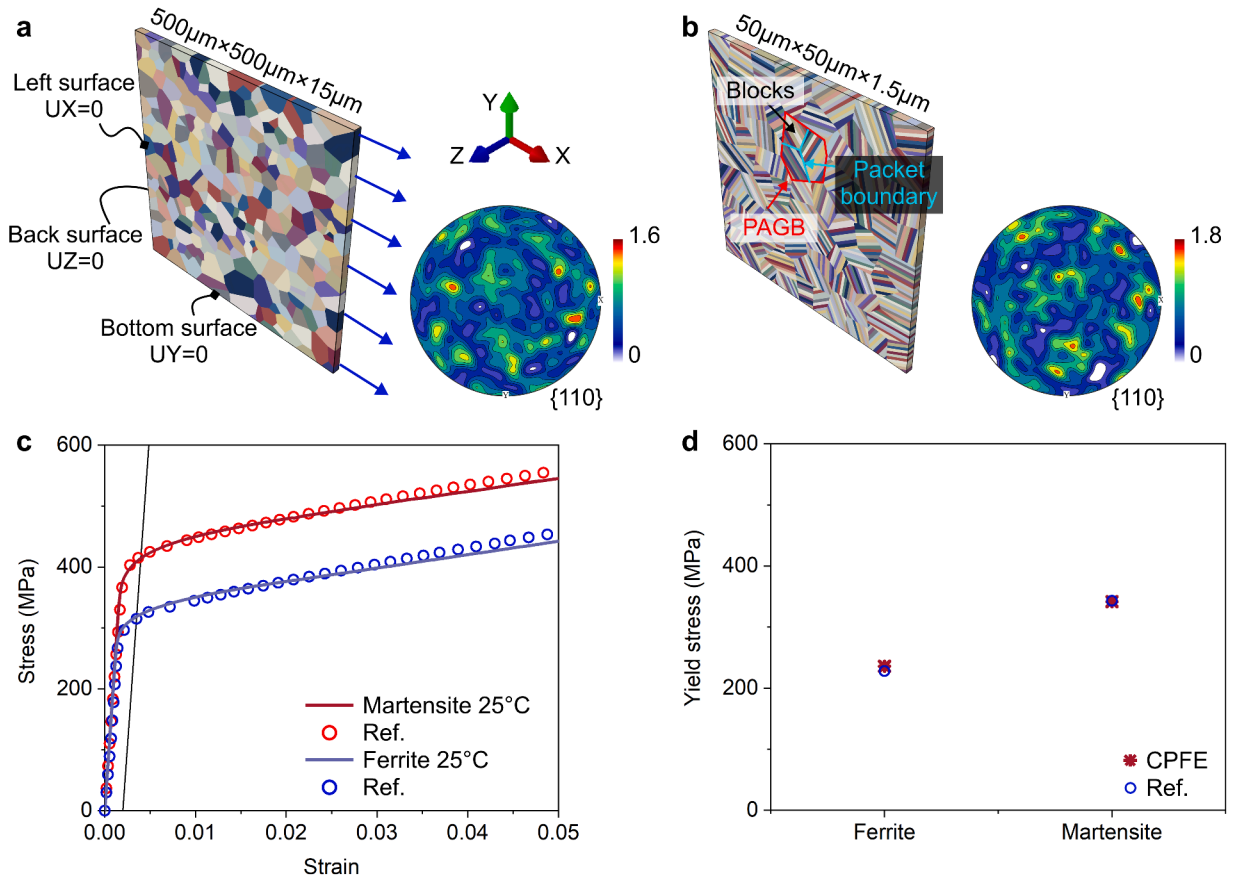 a
500μm×500μm×15μm
Left surface
UX=0
Back surface
UZ=0
Bottom surface
UY=0
Y
Z
X
1.6
0
X
Y
{110}
b
50μm×50μm×1.5μm
Blocks
Packet
boundary
PAGB
1.8
0
X
Y
{110}
c
600
400
200
0
0.00
0.01
0.02
0.03
0.04
0.05
Stress (MPa)
Strain
Martensite 25°C
Ref.
Ferrite 25°C
Ref.
d
600
400
200
0
Yield stress (MPa)
Ferrite
Martensite
CPFE
Ref.